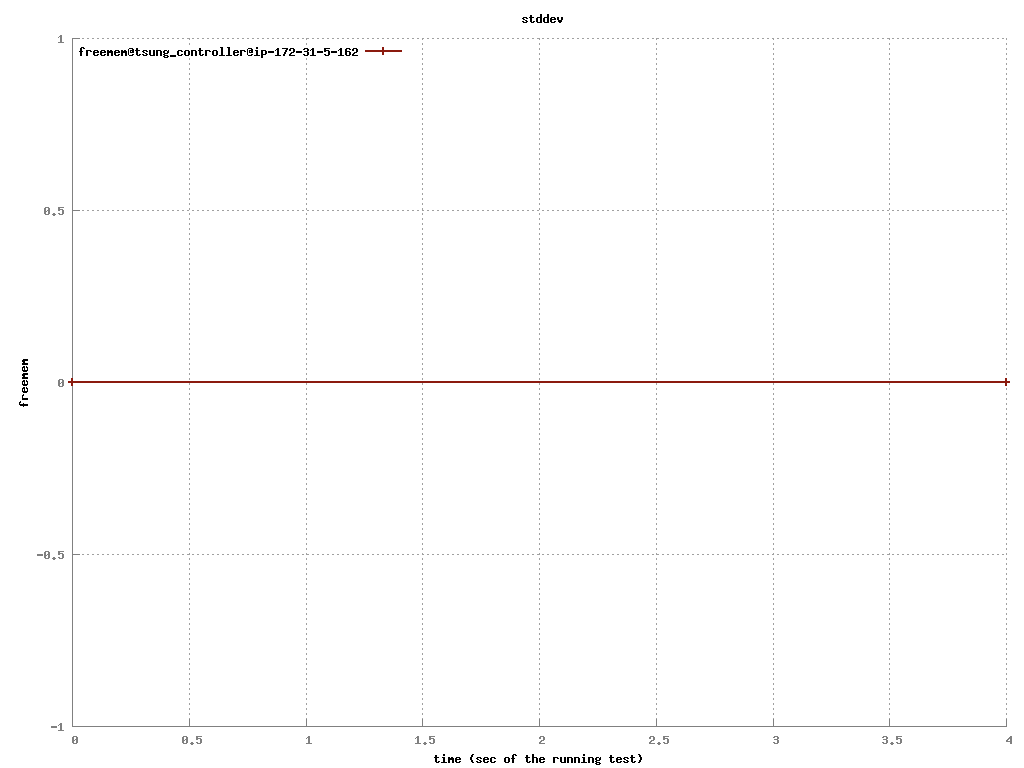 stddev
freemem@tsung_controller@ip-172-31-5-162
1
0.5
0
-0.5
-1
freemem
0 0.5 1 1.5 2 2.5 3 3.5 4
time (sec of the running test)